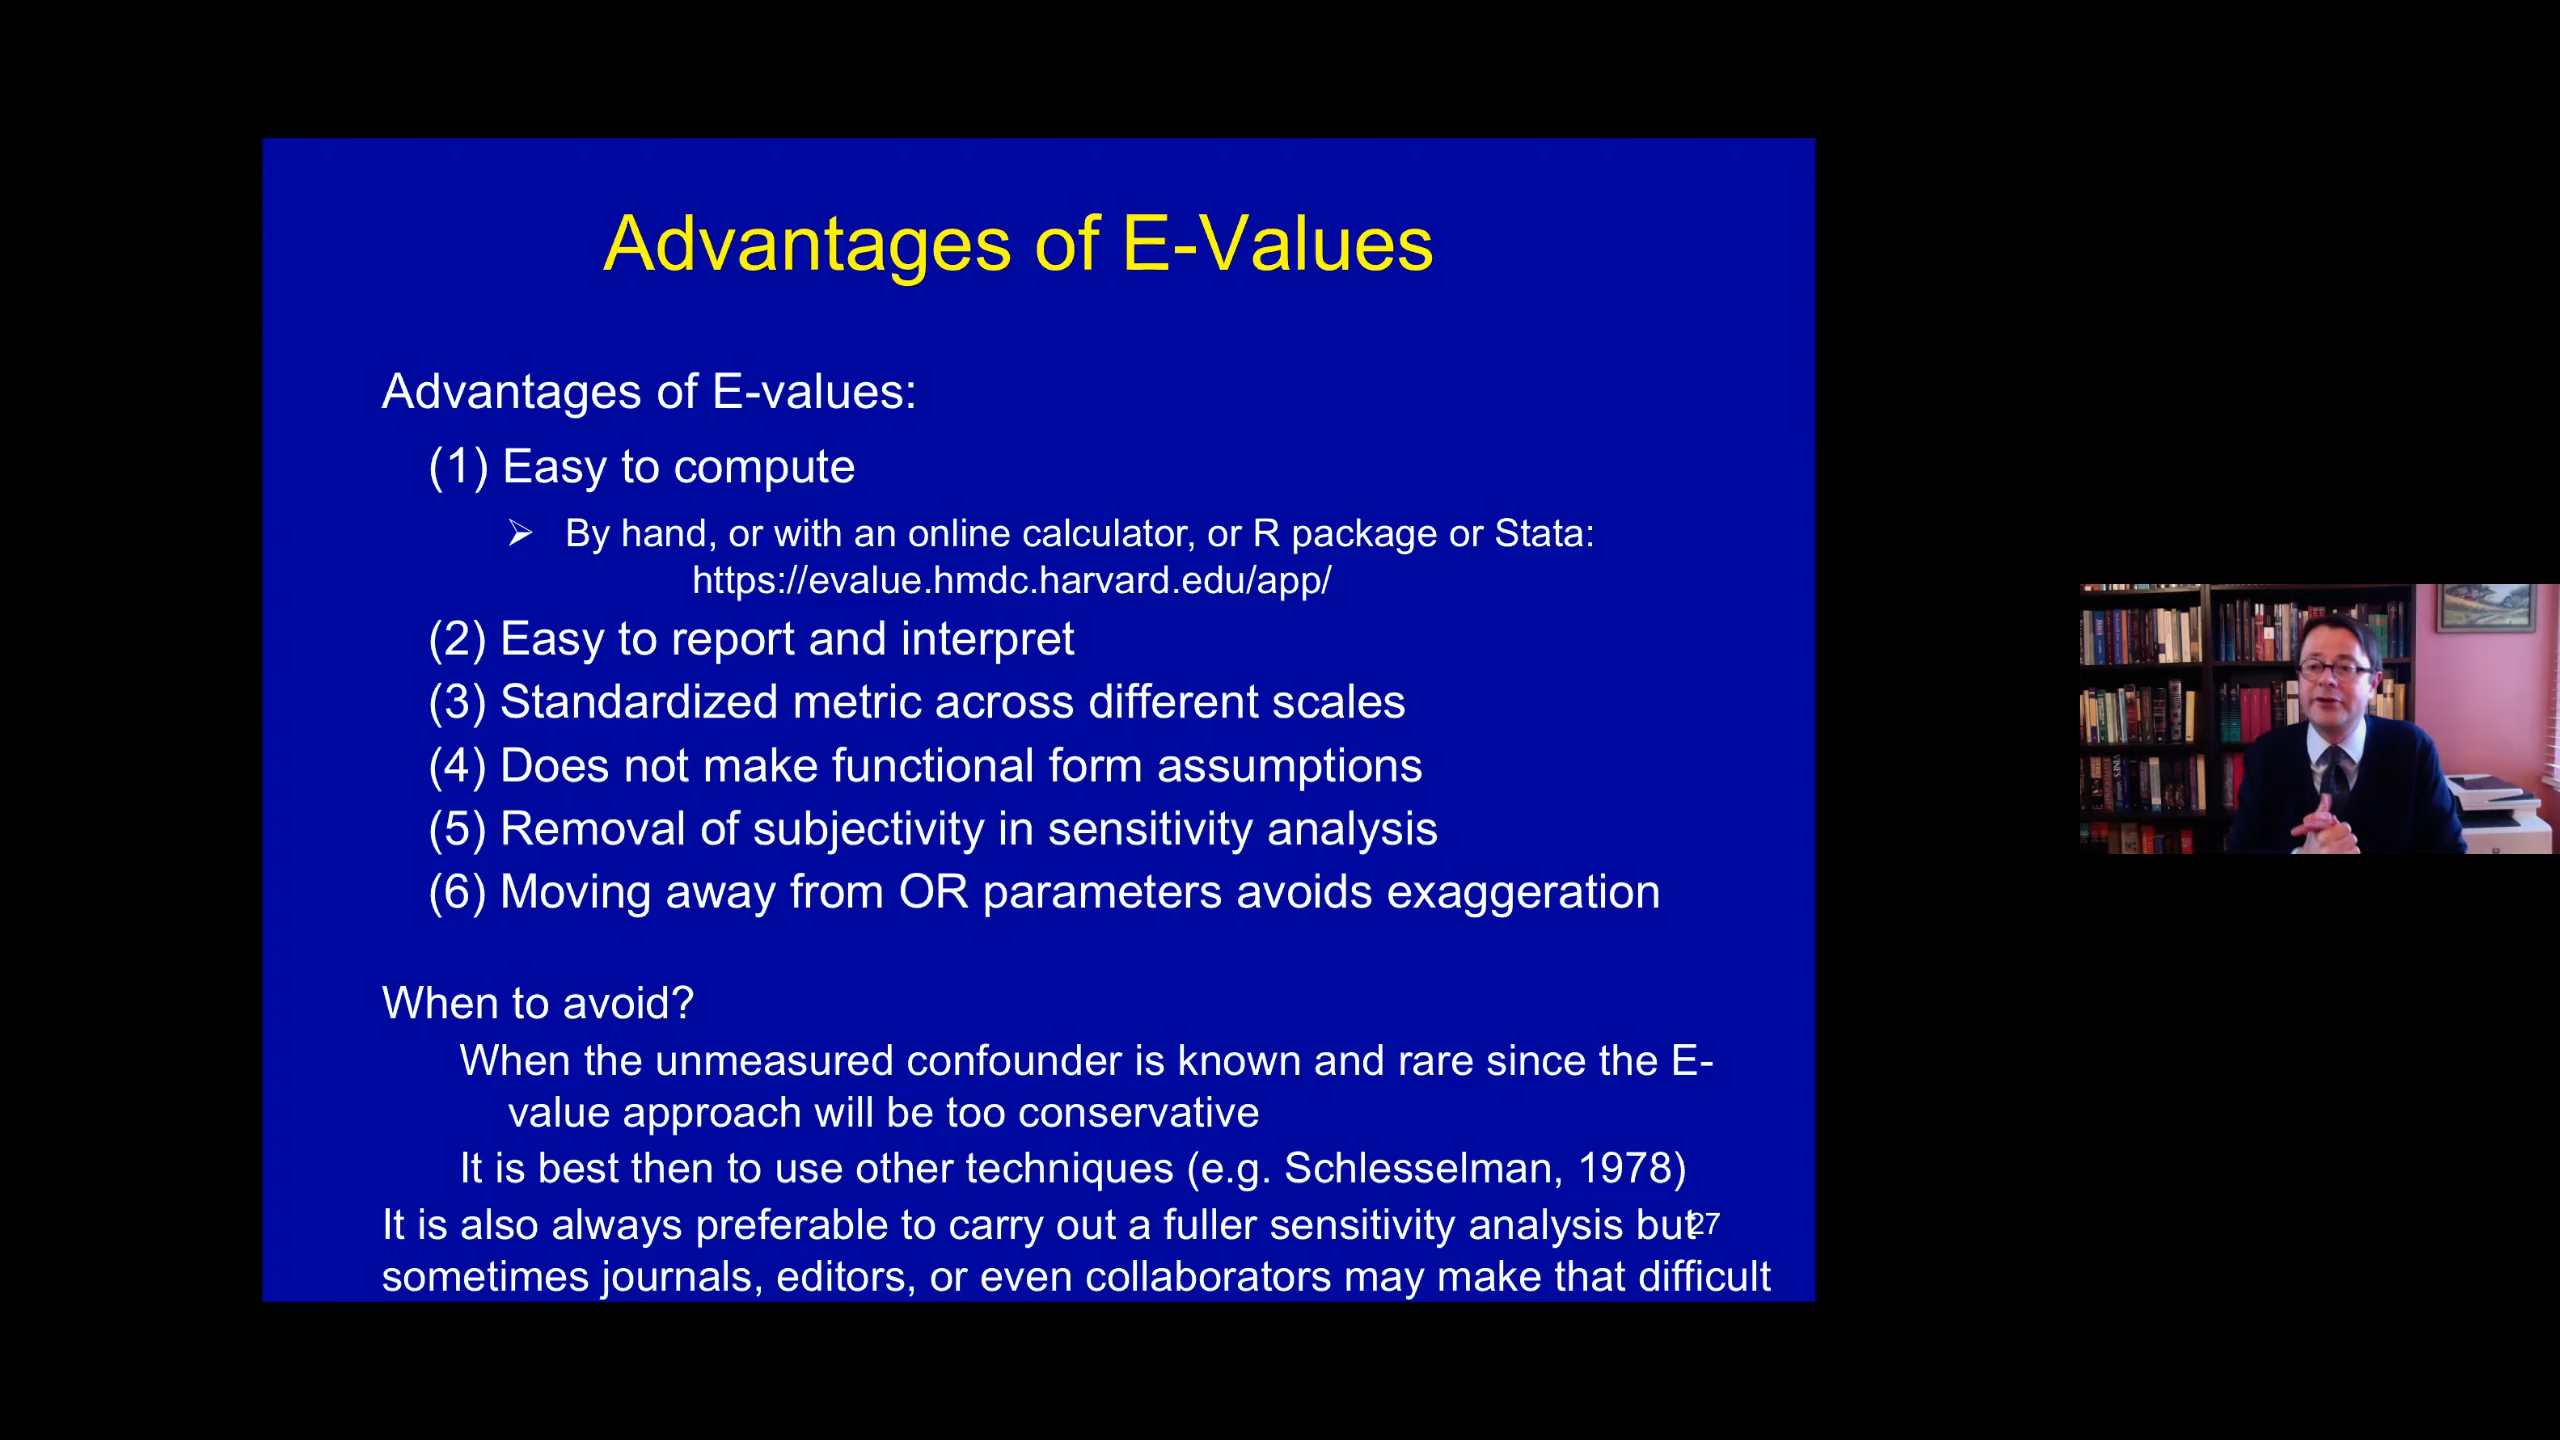 Advantages of E-Values
Advantages of E-values:
(1) Easy to compute
➢ By hand, or with an online calculator, or R package or Stata:
https://evalue.hmdc.harvard.edu/app/
(2) Easy to report and interpret
(3) Standardized metric across different scales
(4) Does not make functional form assumptions
(5) Removal of subjectivity in sensitivity analysis
(6) Moving away from OR parameters avoids exaggeration
When to avoid?
When the unmeasured confounder is known and rare since the E-
value approach will be too conservative
It is best then to use other techniques (e.g. Schlesselman, 1978)
It is also always preferable to carry out a fuller sensitivity analysis but
27
sometimes journals, editors, or even collaborators may make that difficult